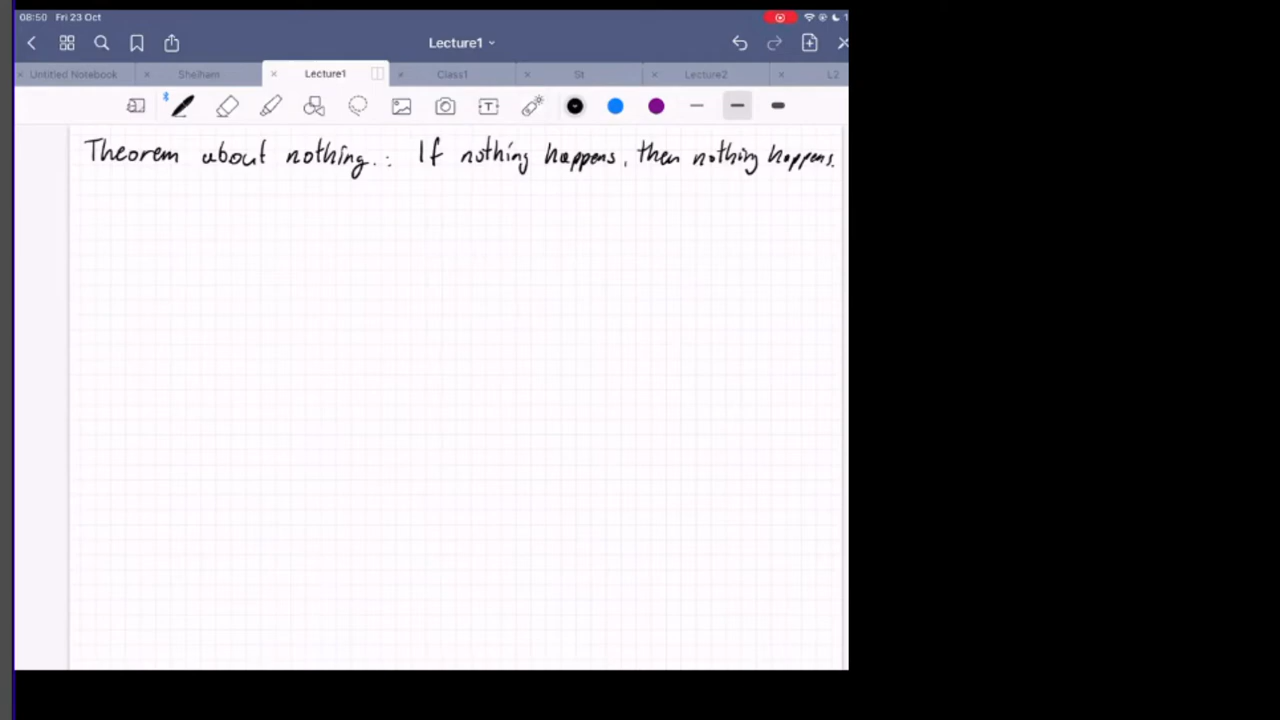 08:50 Fri 23 Oct
Lecture1
Untitled Notebook Shelham Lecture1 Class1 St Lecture2 L2
Theorem about nothing.: If nothing happens, then nothing happens.